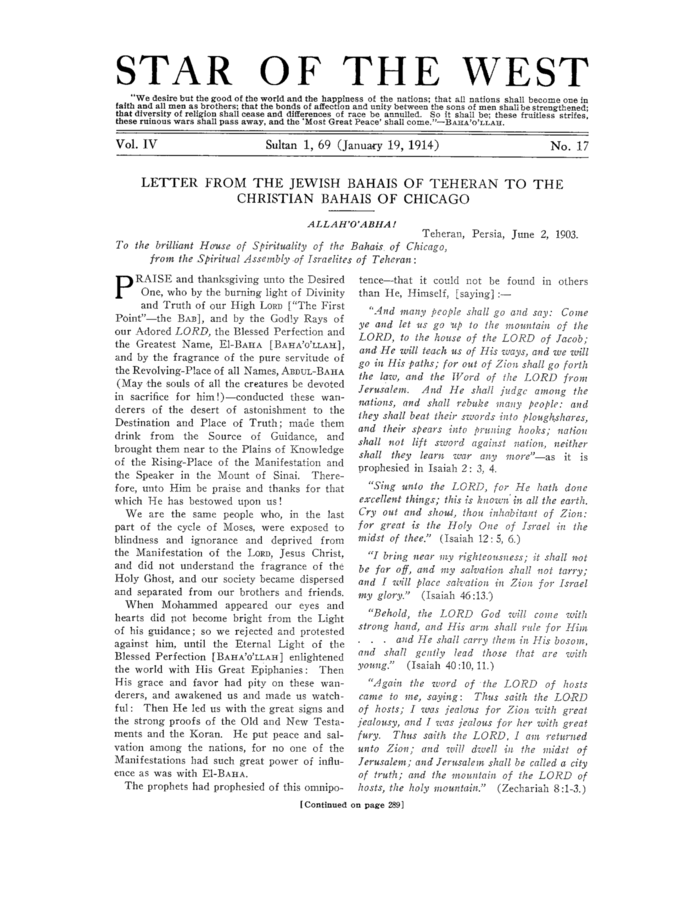 STAR OF THE WEST
"We desire but the good of the world and the happiness of the nations; that all nations shall become one in
faith and all men as brothers; that the bonds of affection and unity between the sons of men shall be strengthened;
that diversity of religion shall cease and differences of race be annulled. So it shall be; these fruitless strifes,
these ruinous wars shall pass away, and the 'Most Great Peace' shall come."—BAHA'O'LLAH.
Vol. IV Sultan 1, 69 (January 19, 1914) No. 17
LETTER FROM THE JEWISH BAHAIS OF TEHERAN TO THE
CHRISTIAN BAHAIS OF CHICAGO
ALLAH'O'ABHA!
Teheran, Persia, June 2, 1903.
To the brilliant House of Spirituality of the Bahais of Chicago,
from the Spiritual Assembly of Israelites of Teheran:
PRAISE and thanksgiving unto the Desired
One, who by the burning light of Divinity
and Truth of our High LORD ["The First
Point"—the BAB], and by the Godly Rays of
our Adored LORD, the Blessed Perfection and
the Greatest Name, El-BAHA [BAHA'O'LLAH],
and by the fragrance of the pure servitude of
the Revolving-Place of all Names, ABDUL-BAHA
(May the souls of all the creatures be devoted
in sacrifice for him!)—conducted these wan-
derers of the desert of astonishment to the
Destination and Place of Truth; made them
drink from the Source of Guidance, and
brought them near to the Plains of Knowledge
of the Rising-Place of the Manifestation and
the Speaker in the Mount of Sinai. There-
fore, unto Him be praise and thanks for that
which He has bestowed upon us!
We are the same people who, in the last
part of the cycle of Moses, were exposed to
blindness and ignorance and deprived from
the Manifestation of the LORD, Jesus Christ,
and did not understand the fragrance of the
Holy Ghost, and our society became dispersed
and separated from our brothers and friends.
When Mohammed appeared our eyes and
hearts did not become bright from the Light
of his guidance; so we rejected and protested
against him, until the Eternal Light of the
Blessed Perfection [BAHA'O'LLAH] enlightened
the world with His Great Epiphanies: Then
His grace and favor had pity on these wan-
derers, and awakened us and made us watch-
ful: Then He led us with the great signs and
the strong proofs of the Old and New Testa-
ments and the Koran. He put peace and sal-
vation among the nations, for no one of the
Manifestations had such great power of influ-
ence as was with El-BAHA.
The prophets had prophesied of this omnipo-
tence—that it could not be found in others
than He, Himself, [saying]:—
"And many people shall go and say: Come
ye and let us go up to the mountain of the
LORD, to the house of the LORD of Jacob;
and He will teach us of His ways, and we will
go in His paths; for out of Zion shall go forth
the law, and the Word of the LORD from
Jerusalem. And He shall judge among the
nations, and shall rebuke many people: and
they shall beat their swords into ploughshares,
and their spears into pruning hooks; nation
shall not lift sword against nation, neither
shall they learn war any more"—as it is
prophesied in Isaiah 2: 3, 4.
"Sing unto the LORD, for He hath done
excellent things; this is known in all the earth.
Cry out and shout, thou inhabitant of Zion:
for great is the Holy One of Israel in the
midst of thee." (Isaiah 12: 5, 6.)
"I bring near my righteousness; it shall not
be far off, and my salvation shall not tarry;
and I will place salvation in Zion for Israel
my glory." (Isaiah 46:13.)
"Behold, the LORD God will come with
strong hand, and His arm shall rule for Him
. . . and He shall carry them in His bosom,
and shall gently lead those that are with
young." (Isaiah 40:10, 11.)
"Again the word of the LORD of hosts
came to me, saying: Thus saith the LORD
of hosts; I was jealous for Zion with great
jealousy, and I was jealous for her with great
fury. Thus saith the LORD, I am returned
unto Zion; and will dwell in the midst of
Jerusalem; and Jerusalem shall be called a city
of truth; and the mountain of the LORD of
hosts, the holy mountain." (Zechariah 8:1-3.)
[Continued on page 289]